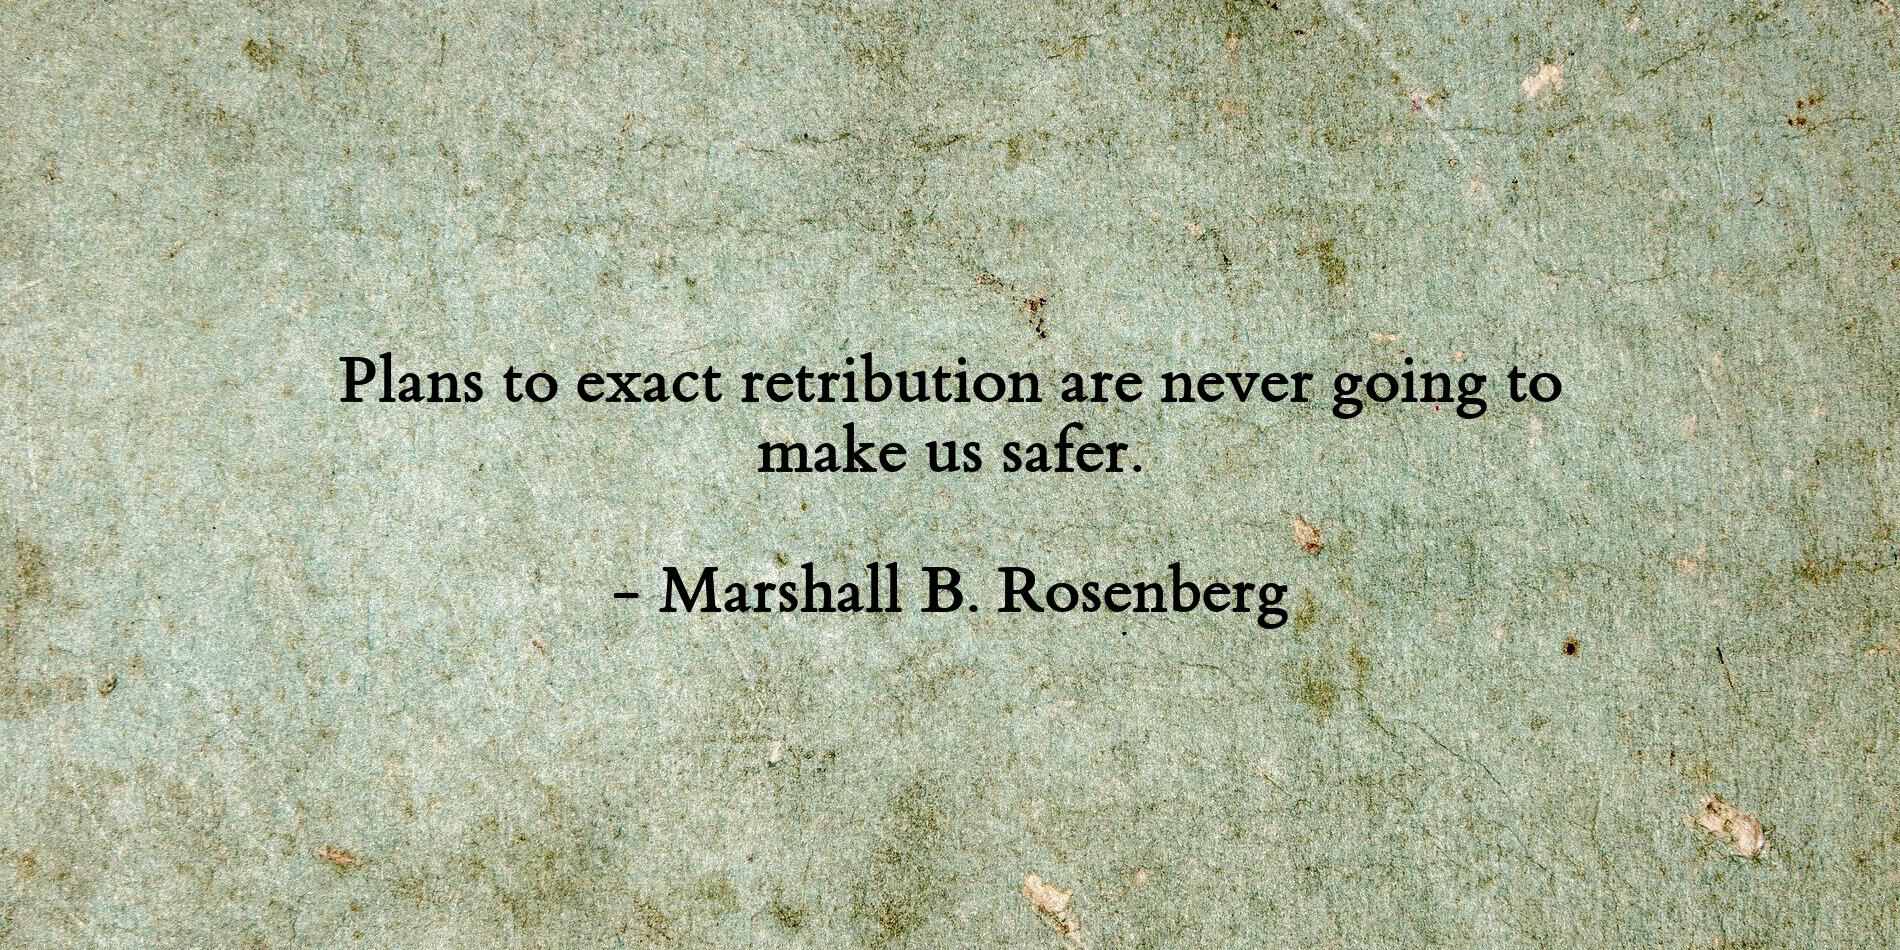 Plans to exact retribution are never going to
make us safer.
– Marshall B. Rosenberg